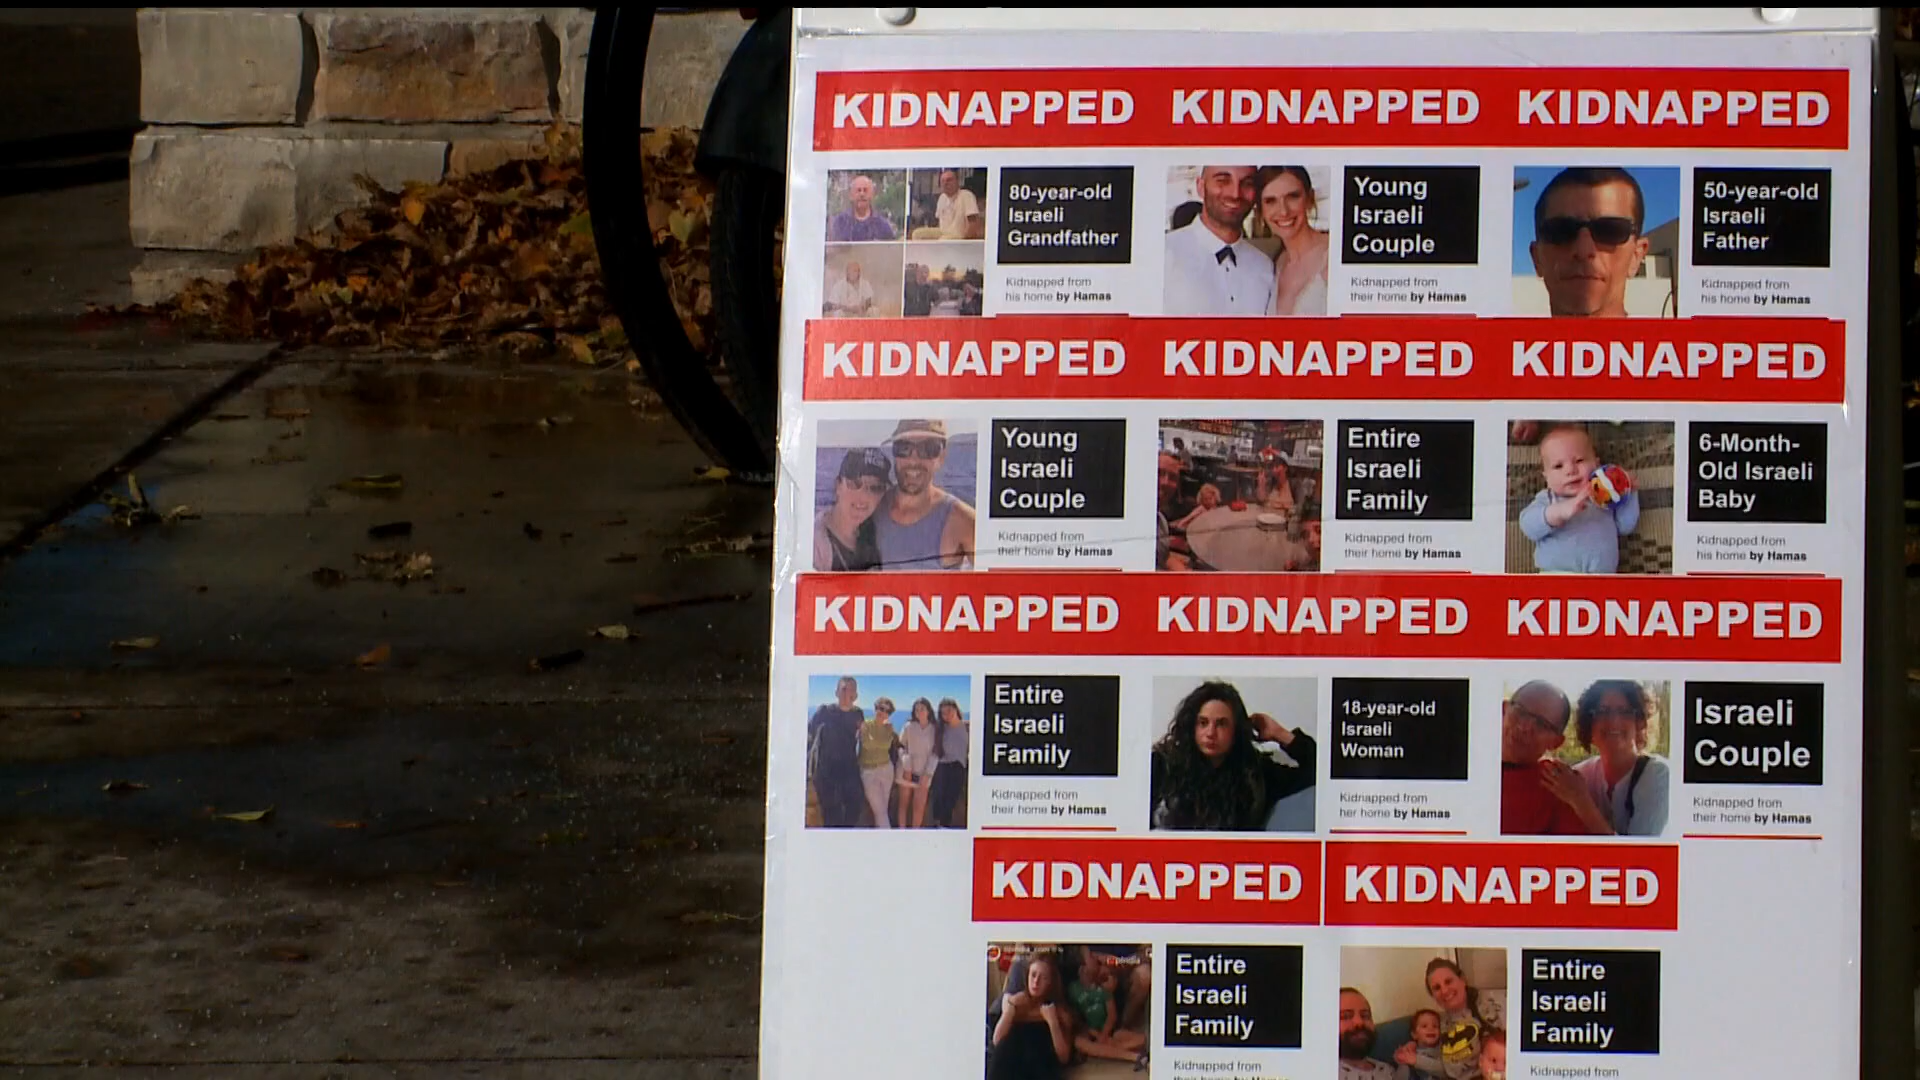 KIDNAPPED KIDNAPPED KIDNAPPED
80-year-old
Israeli
Grandfather
Kidnapped from
his home by Hamas
Young
Israeli
Couple
Kidnapped from
their home by Hamas
50-year-old
Israeli
Father
Kidnapped from
his home by Hamas
KIDNAPPED KIDNAPPED KIDNAPPED
Young
Israeli
Couple
Kidnapped from
their home by Hamas
Entire
Israeli
Family
Kidnapped from
their home by Hamas
6-Month-
Old Israeli
Baby
Kidnapped from
his home by Hamas
KIDNAPPED KIDNAPPED KIDNAPPED
Entire
Israeli
Family
Kidnapped from
their home by Hamas
18-year-old
Israeli
Woman
Kidnapped from
her home by Hamas
Israeli
Couple
Kidnapped from
their home by Hamas
KIDNAPPED KIDNAPPED
Entire
Israeli
Family
Kidnapped from
their home by Hamas
Entire
Israeli
Family
Kidnapped from